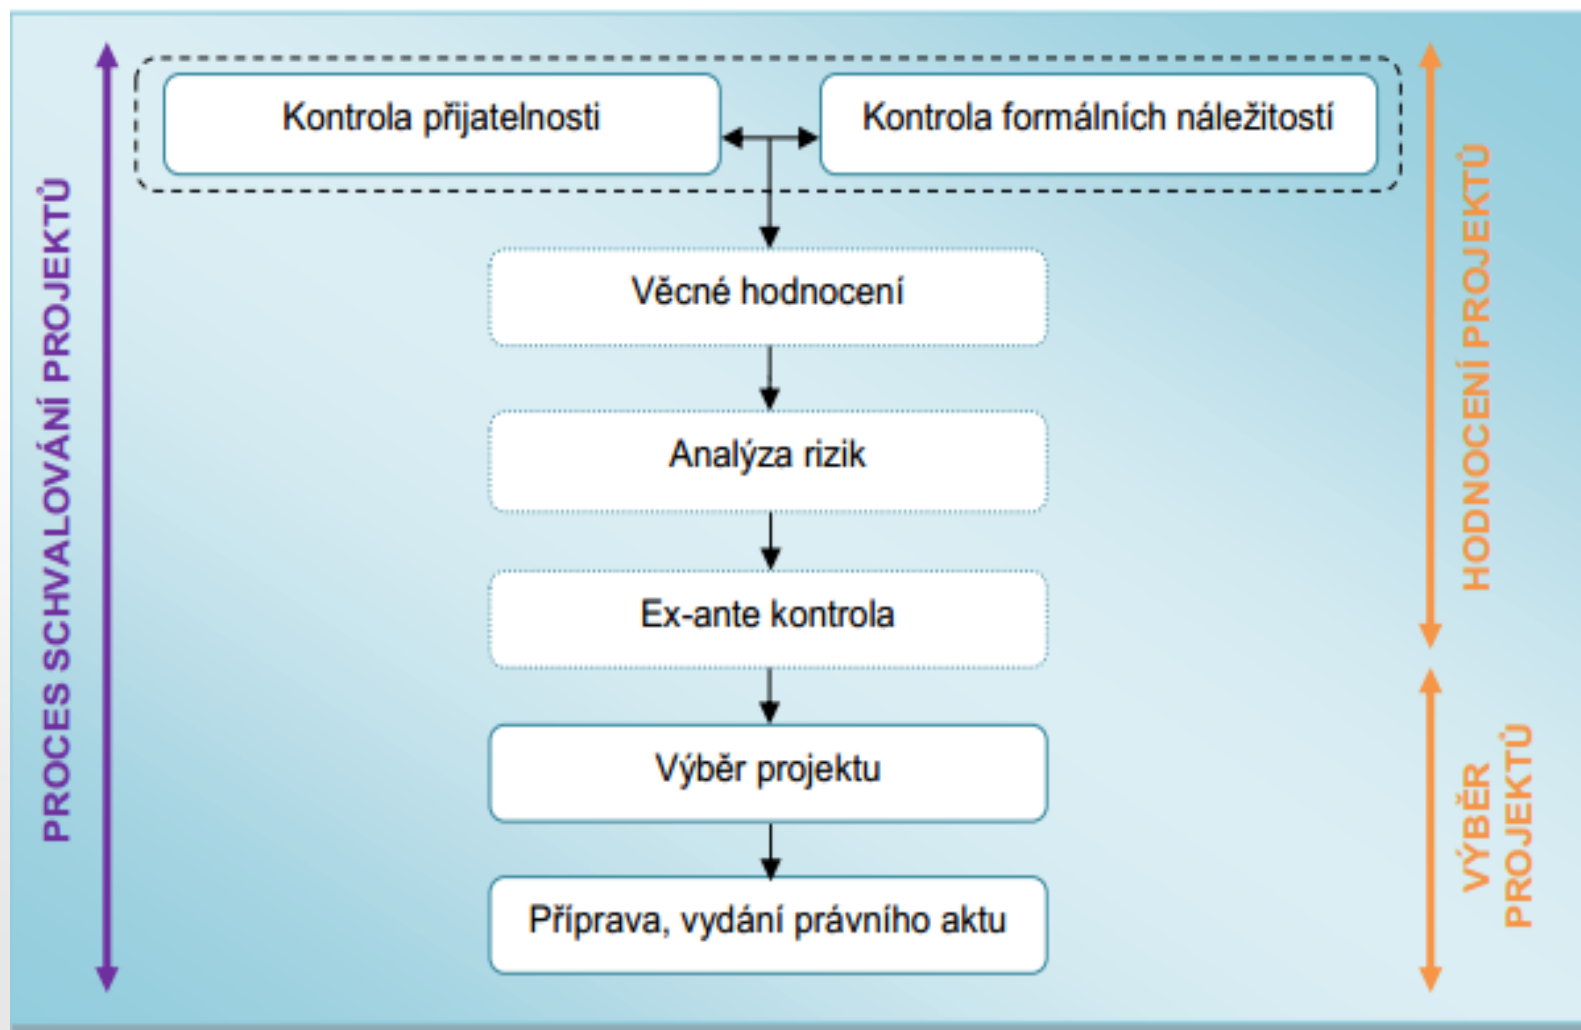 PROCES SCHVALOVÁNÍ PROJEKTŮ
Kontrola přijatelnosti
Kontrola formálních náležitostí
Věcné hodnocení
Analýza rizik
Ex-ante kontrola
Výběr projektu
Příprava, vydání právního aktu
HODNOCENÍ PROJEKTŮ
VÝBĚR
PROJEKTŮ